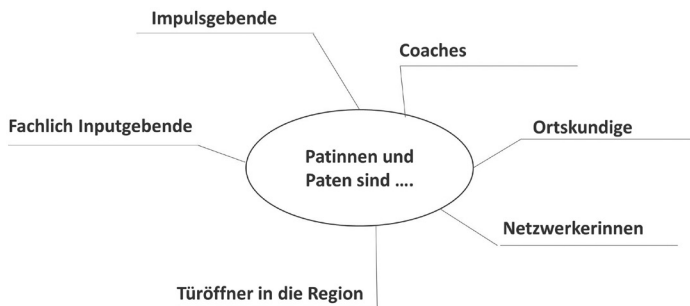 Impulsgebende
Coaches
Fachlich Inputgebende
Ortskundige
Patinnen und
Paten sind ....
Netzwerkerinnen
Türöffner in die Region